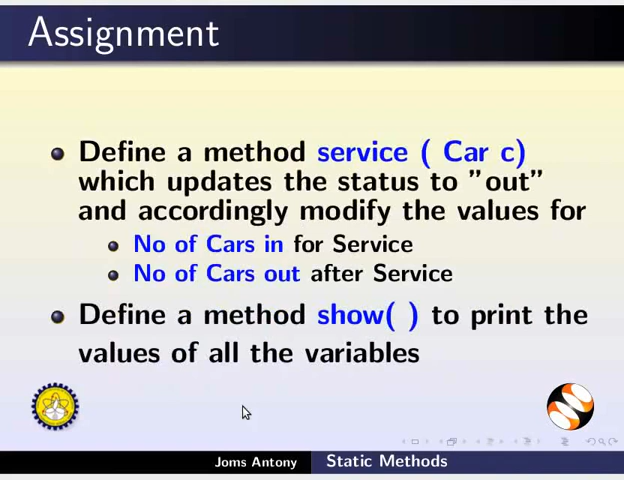 Assignment
Define a method service ( Car c)
which updates the status to "out"
and accordingly modify the values for
No of Cars in for Service
No of Cars out after Service
Define a method show( ) to print the
values of all the variables
Joms Antony Static Methods